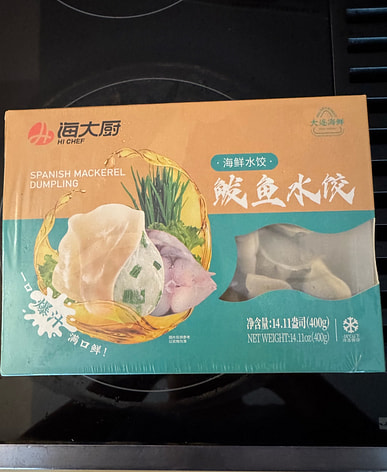 海大厨
HI CHEF
大连海鲜
SPANISH MACKEREL
DUMPLING
海鲜水饺
鲅鱼水饺
一口
爆汁
满口鲜!
净含量:14.11盎司(400g)
NET WEIGHT:14.11oz(400g)